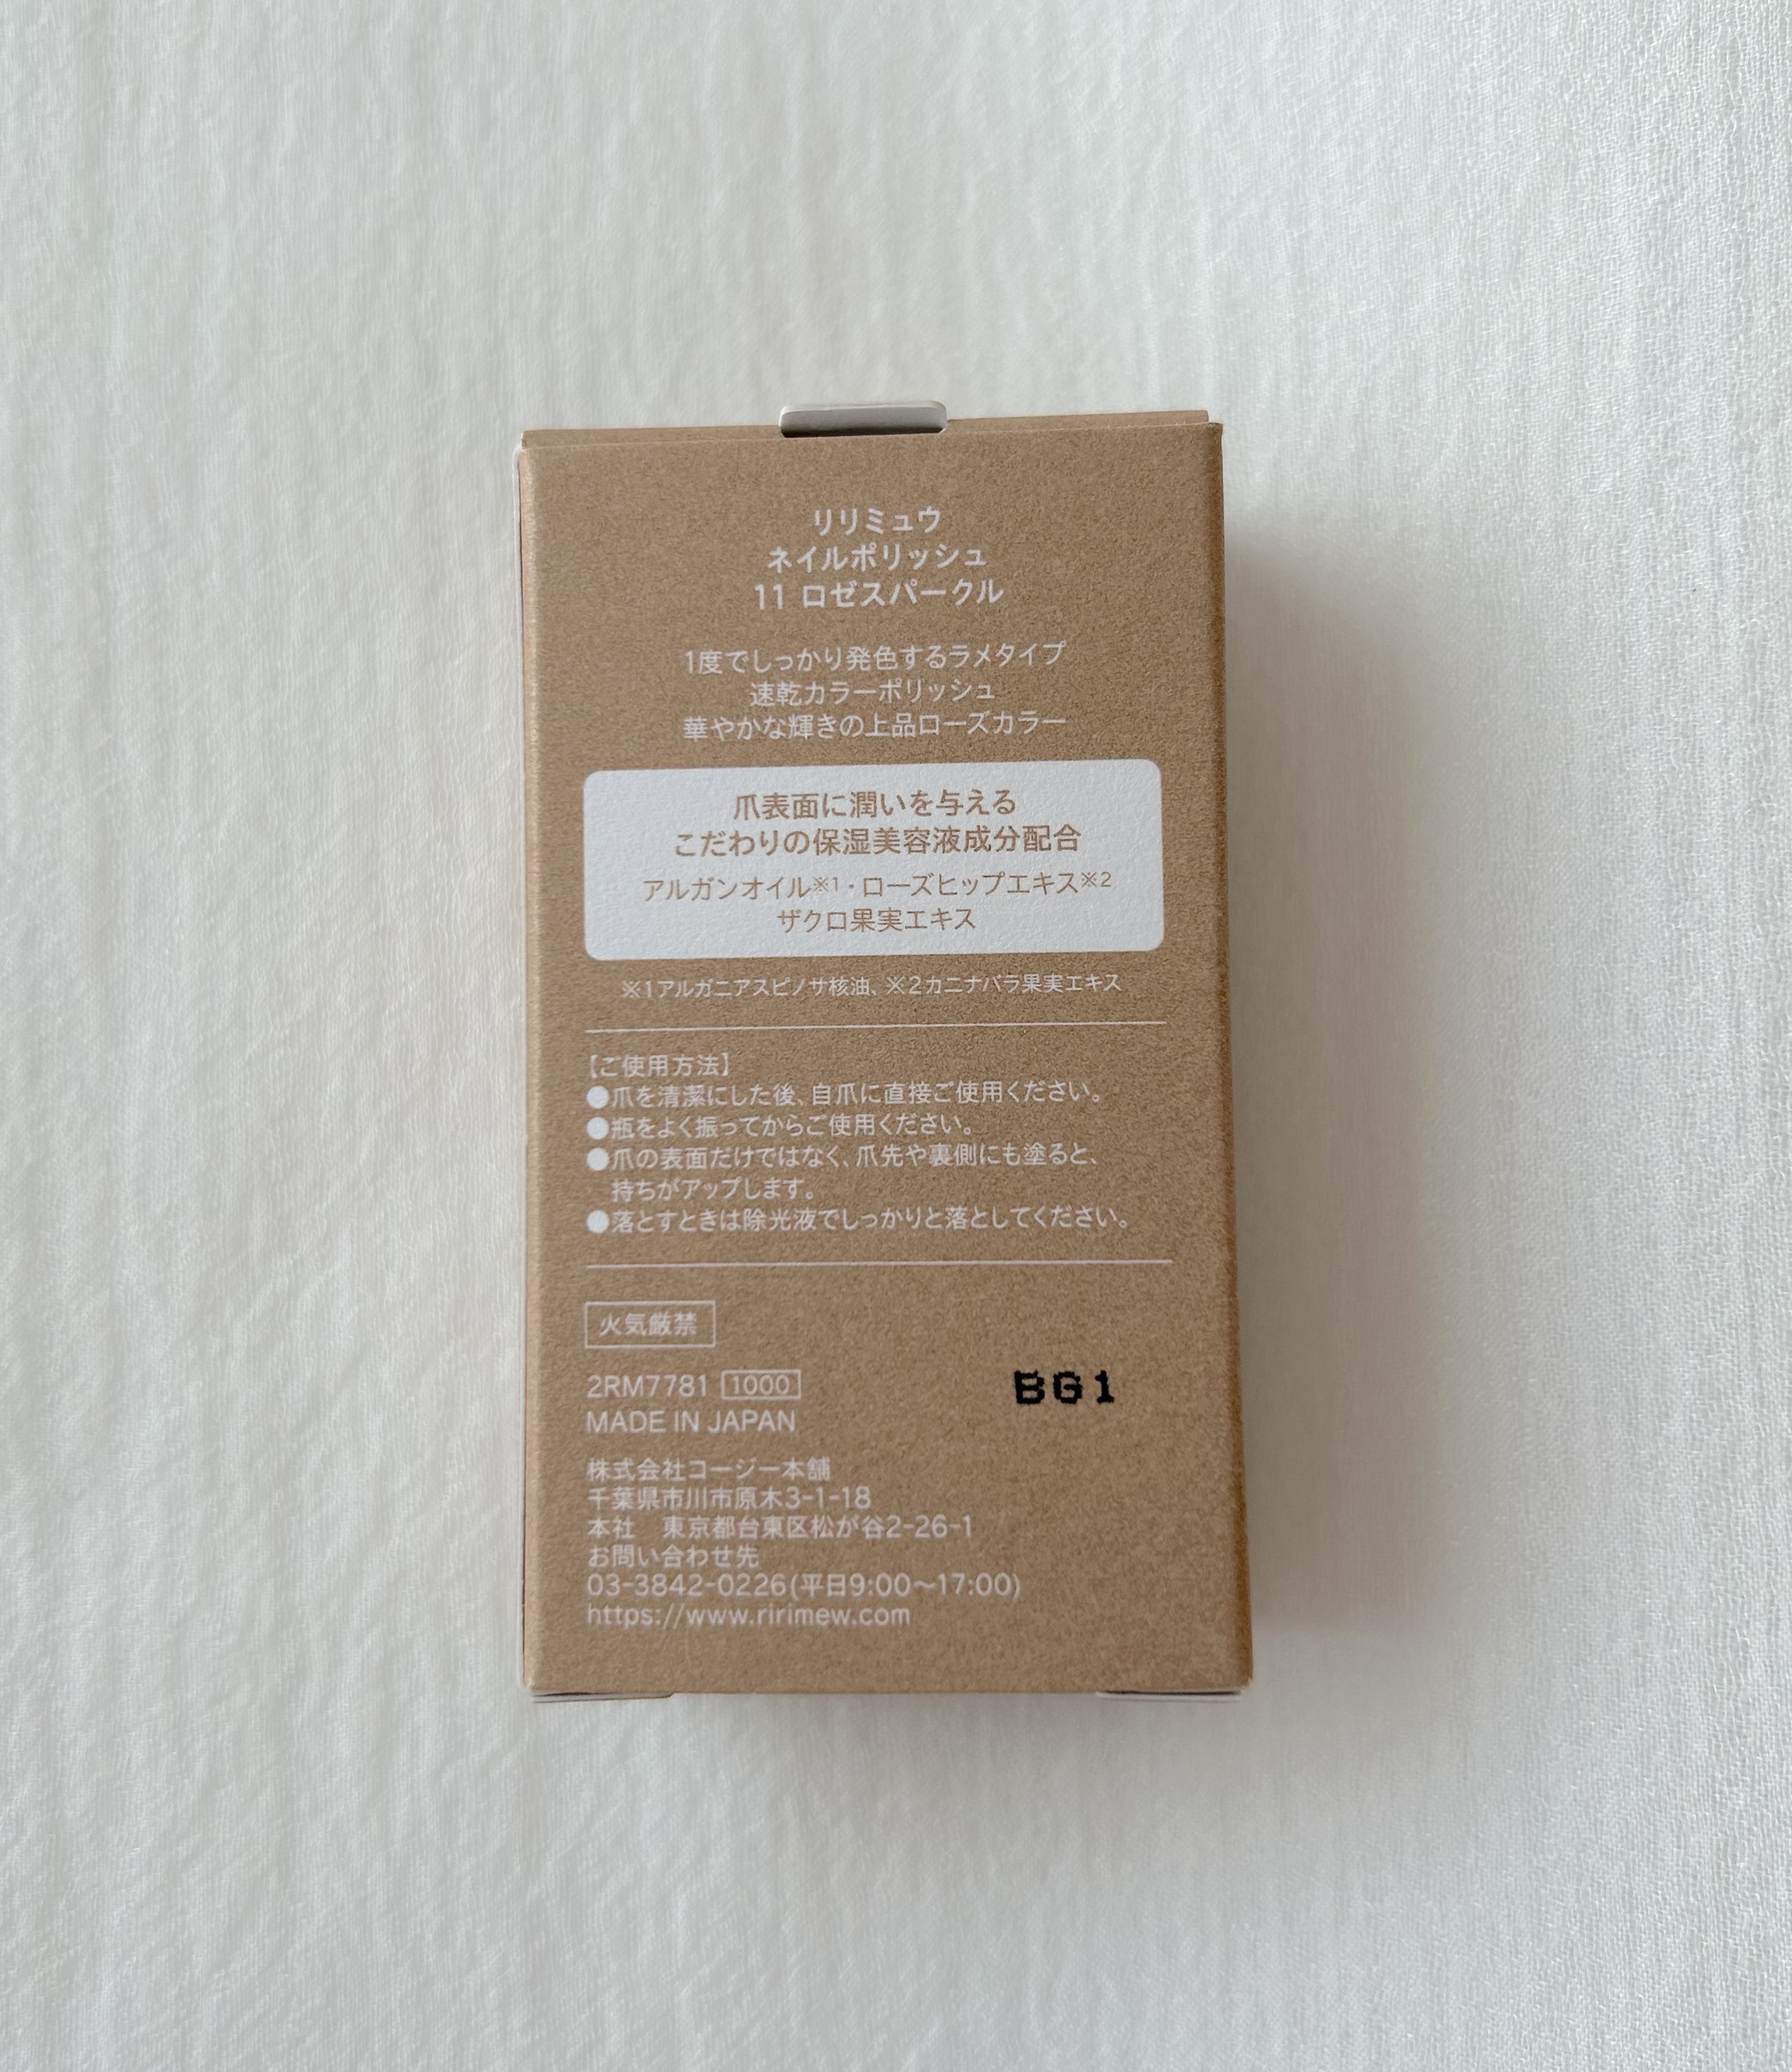 リリミュウ
ネイルポリッシュ
11 ロゼスパークル
1度でしっかり発色するラメタイプ
速乾カラーポリッシュ
華やかな輝きの上品ローズカラー
爪表面に潤いを与える
こだわりの保湿美容液成分配合
アルガンオイル※1・ローズヒップエキス※2
ザクロ果実エキス
※1アルガニアスピノサ核油、※2カニナバラ果実エキス
【ご使用方法】
●爪を清潔にした後、自爪に直接ご使用ください。
●瓶をよく振ってからご使用ください。
●爪の表面だけではなく、爪先や裏側にも塗ると、
持ちがアップします。
●落とすときは除光液でしっかりと落としてください。
火気厳禁
2RM7781 1000
BG1
MADE IN JAPAN
株式会社コージー本舗
千葉県市川市原木3-1-18
本社　東京都台東区松が谷2-26-1
お問い合わせ先
03-3842-0226(平日9:00〜17:00)
https://www.ririmew.com